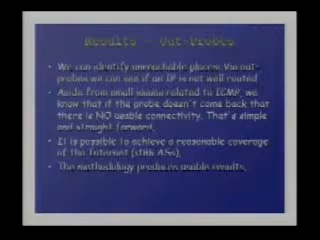 Results - Out-Probes
• We can identify unreachable places: Via out-
probes we can see if an IP is not well routed
• Aside from small issues related to ICMP, we
know that if the probe doesn't come back that
there is NO usable connectivity. That's simple
and straight forward.
• It is possible to achieve a reasonable coverage
of the Internet (still ASs).
• The methodology produces usable results.